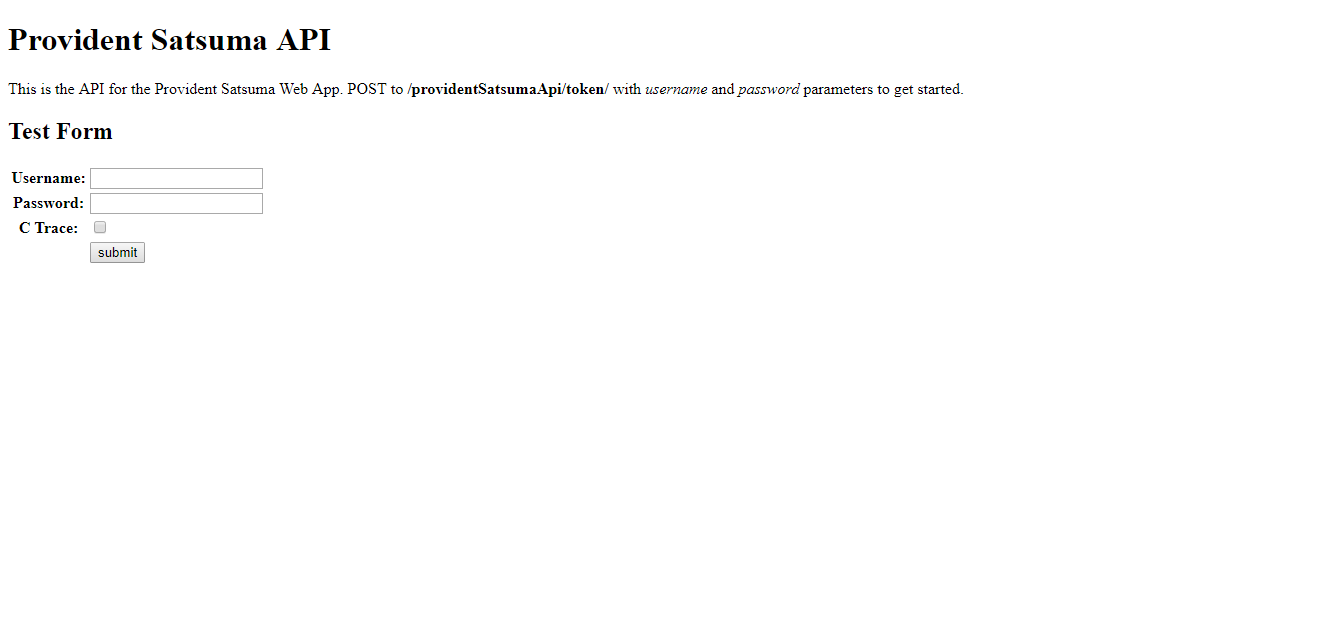 Provident Satsuma API
This is the API for the Provident Satsuma Web App. POST to /providentSatsumaApi/token/ with username and password parameters to get started.
Test Form
Username:
Password:
C Trace:
submit